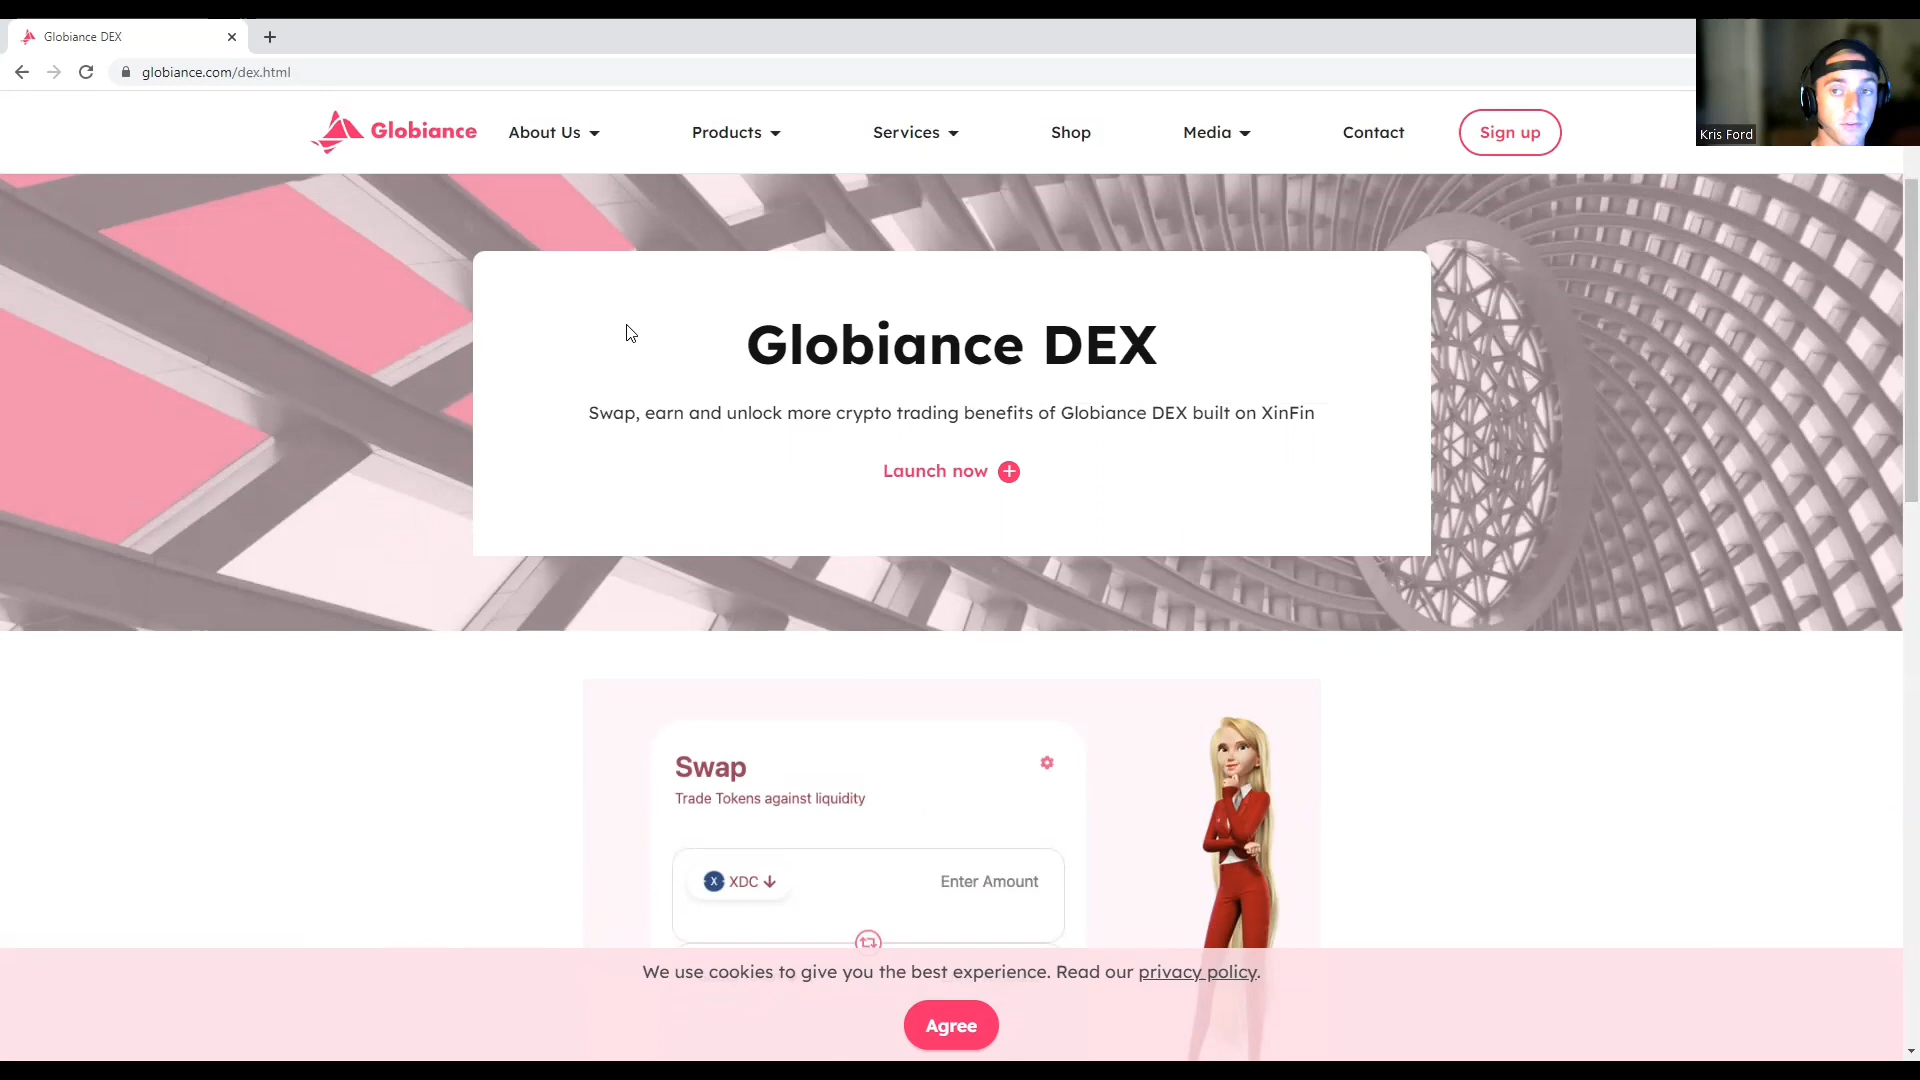 Globiance DEX
globiance.com/dex.html
Globiance
About Us
Products
Services
Shop
Media
Contact
Sign up
Kris Ford
Globiance DEX
Swap, earn and unlock more crypto trading benefits of Globiance DEX built on XinFin
Launch now
Swap
Trade Tokens against liquidity
X XDC
Enter Amount
We use cookies to give you the best experience. Read our privacy policy.
Agree